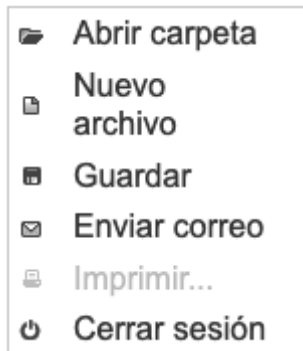 Abrir carpeta
Nuevo
archivo
Guardar
Enviar correo
Imprimir...
Cerrar sesión